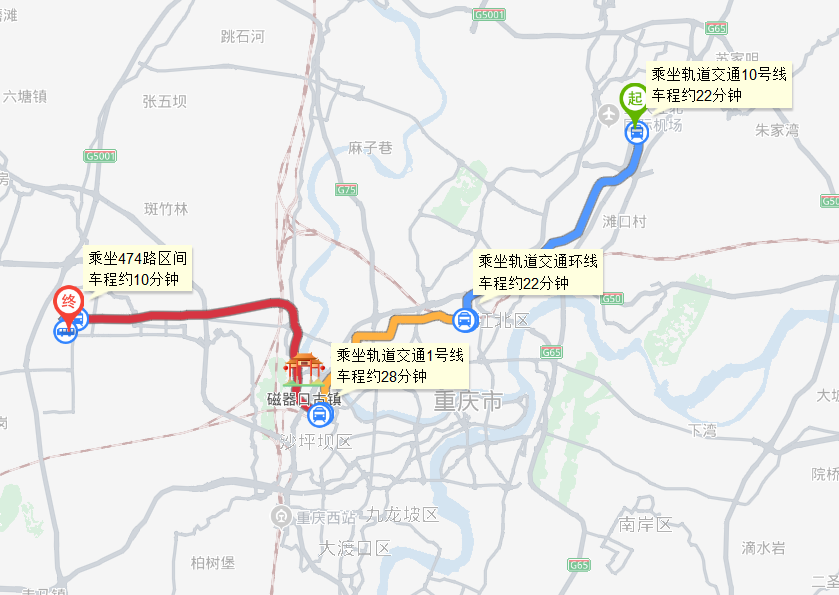 G5001
跳石河
G65
六塘镇
张五坝
乘坐轨道交通10号线
车程约22分钟
起
国际机场
朱家湾
麻子巷
G5001
G75
斑竹林
滩口村
乘坐474路区间
车程约10分钟
乘坐轨道交通环线
车程约22分钟
终
G50
江北区
G65
乘坐轨道交通1号线
车程约28分钟
磁器口古镇
重庆市
下湾
沙坪坝区
院桥
重庆西站
九龙坡区
南岸区
大渡口区
滴水岩
柏树堡
G65